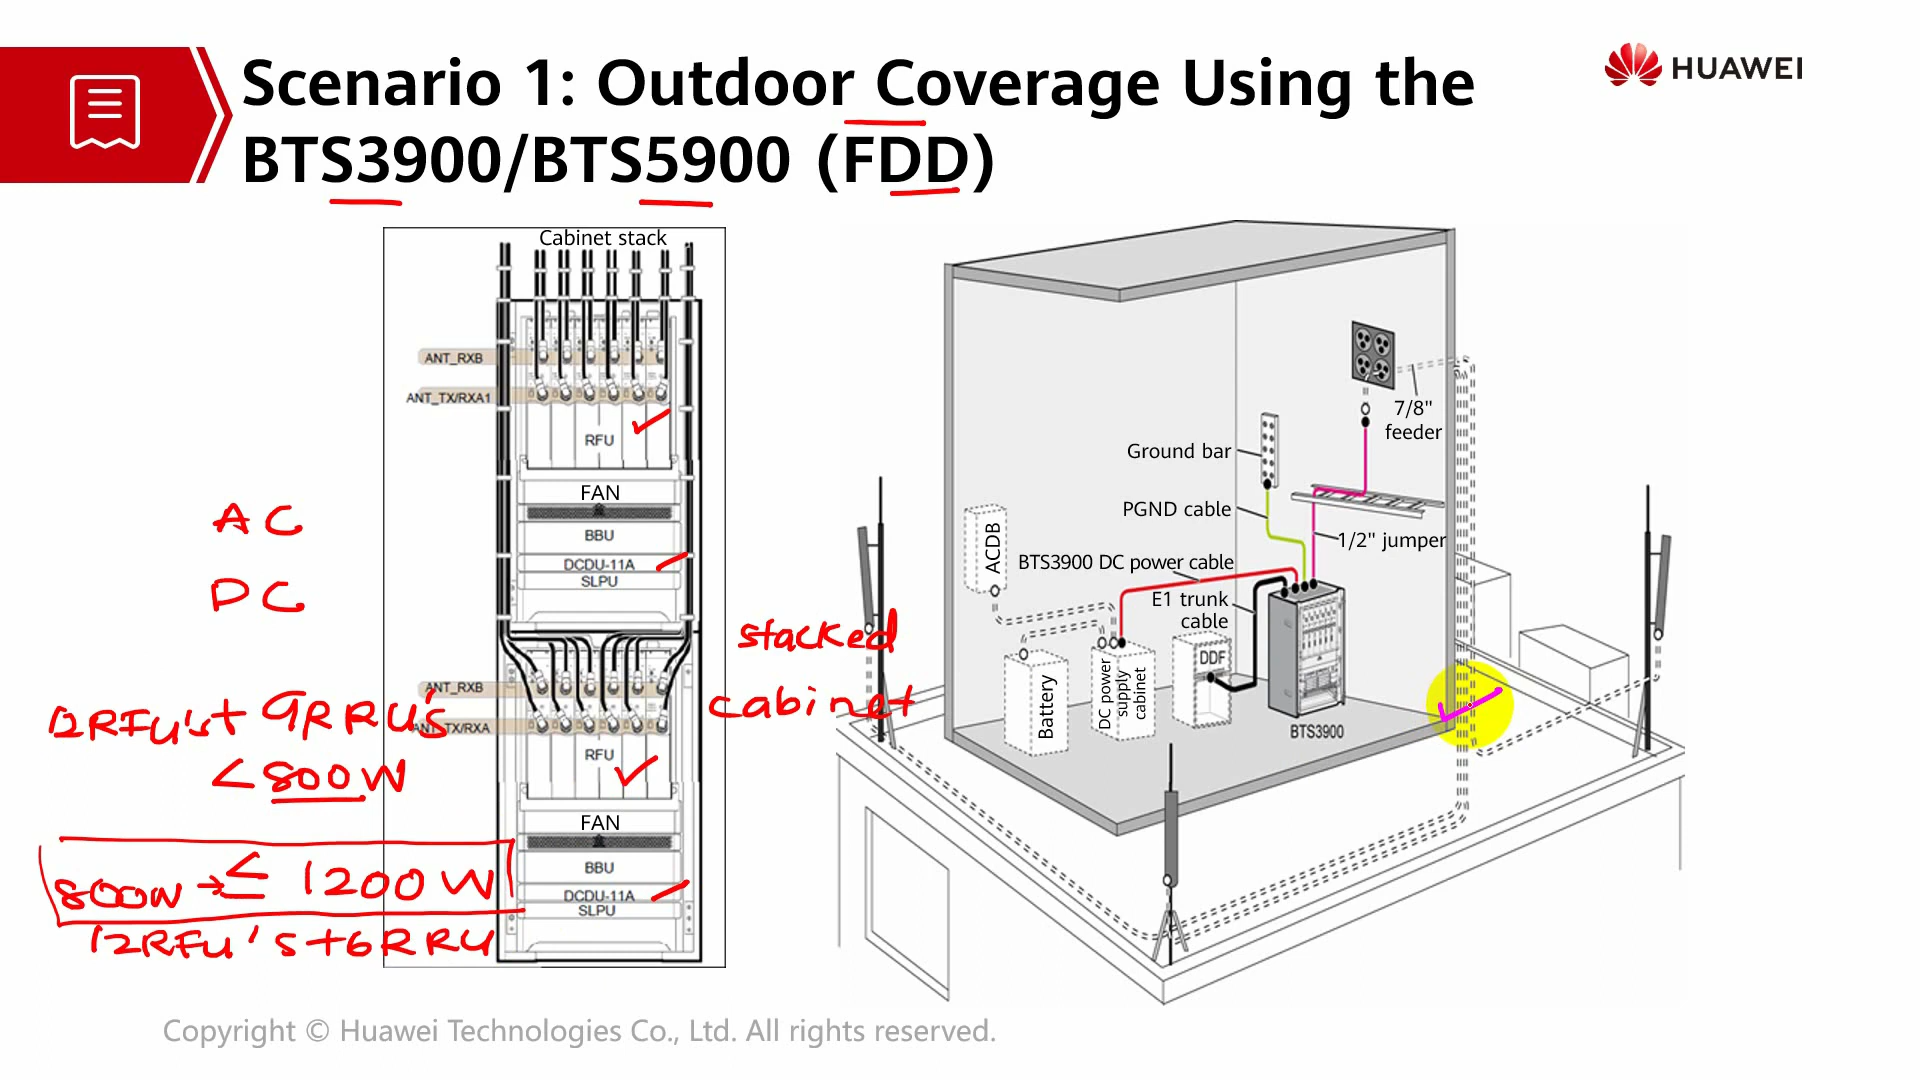 Scenario 1: Outdoor Coverage Using the
BTS3900/BTS5900 (FDD)
HUAWEI
Cabinet stack
ANT_RXB
ANT_TX/RXA1
RFU
FAN
BBU
DCDU-11A
SLPU
ANT_RXB
ANT_TX/RXA
RFU
FAN
BBU
DCDU-11A
SLPU
AC
DC
12RFU's+ 9RRU's
<800W
800W → ≤ 1200W
12RFU's+6RRU
stacked
cabinet
7/8"
feeder
Ground bar
PGND cable
1/2" jumper
ACDB
BTS3900 DC power cable
E1 trunk
cable
DDF
Battery
DC power
supply
cabinet
BTS3900
Copyright © Huawei Technologies Co., Ltd. All rights reserved.